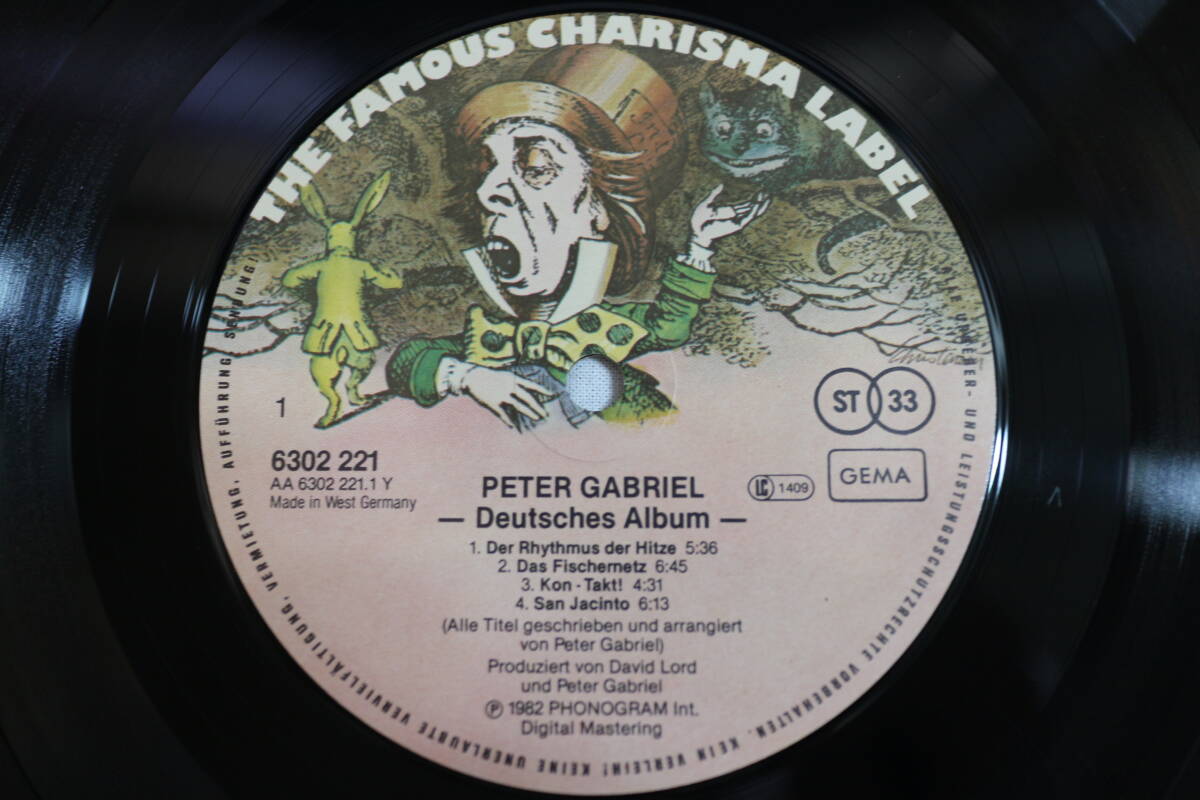 THE FAMOUS CHARISMA LABEL
1
ST 33
6302 221
AA 6302 221.1 Y
Made in West Germany
LC 1409
GEMA
PETER GABRIEL
— Deutsches Album —
1. Der Rhythmus der Hitze 5:36
2. Das Fischernetz 6:45
3. Kon - Takt! 4:31
4. San Jacinto 6:13
(Alle Titel geschrieben und arrangiert
von Peter Gabriel)
Produziert von David Lord
und Peter Gabriel
℗ 1982 PHONOGRAM Int.
Digital Mastering
URHEBER- UND LEISTUNGSSCHUTZRECHTE VORBEHALTEN. KEIN VERLEIH! KEINE UNERLAUBTE VERVIELFÄLTIGUNG, VERMIETUNG, AUFFÜHRUNG, SENDUNG!